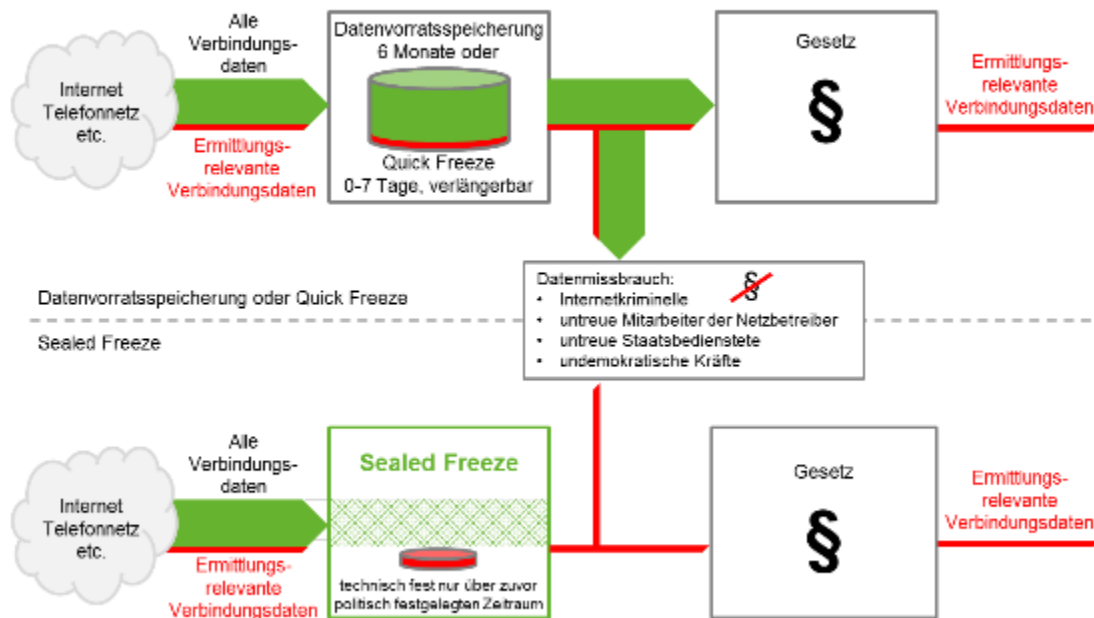 Alle
Verbindungs-
daten
Internet
Telefonnetz
etc.
Ermittlungs-
relevante
Verbindungsdaten
Datenvorratsspeicherung
6 Monate oder
Quick Freeze
0-7 Tage, verlängerbar
Gesetz
§
Ermittlungs-
relevante
Verbindungsdaten
Datenvorratsspeicherung oder Quick Freeze
Sealed Freeze
Datenmissbrauch:
§
• Internetkriminelle
• untreue Mitarbeiter der Netzbetreiber
• untreue Staatsbedienstete
• undemokratische Kräfte
Alle
Verbindungs-
daten
Internet
Telefonnetz
etc.
Ermittlungs-
relevante
Verbindungsdaten
Sealed Freeze
technisch fest nur über zuvor
politisch festgelegten Zeitraum
Gesetz
§
Ermittlungs-
relevante
Verbindungsdaten